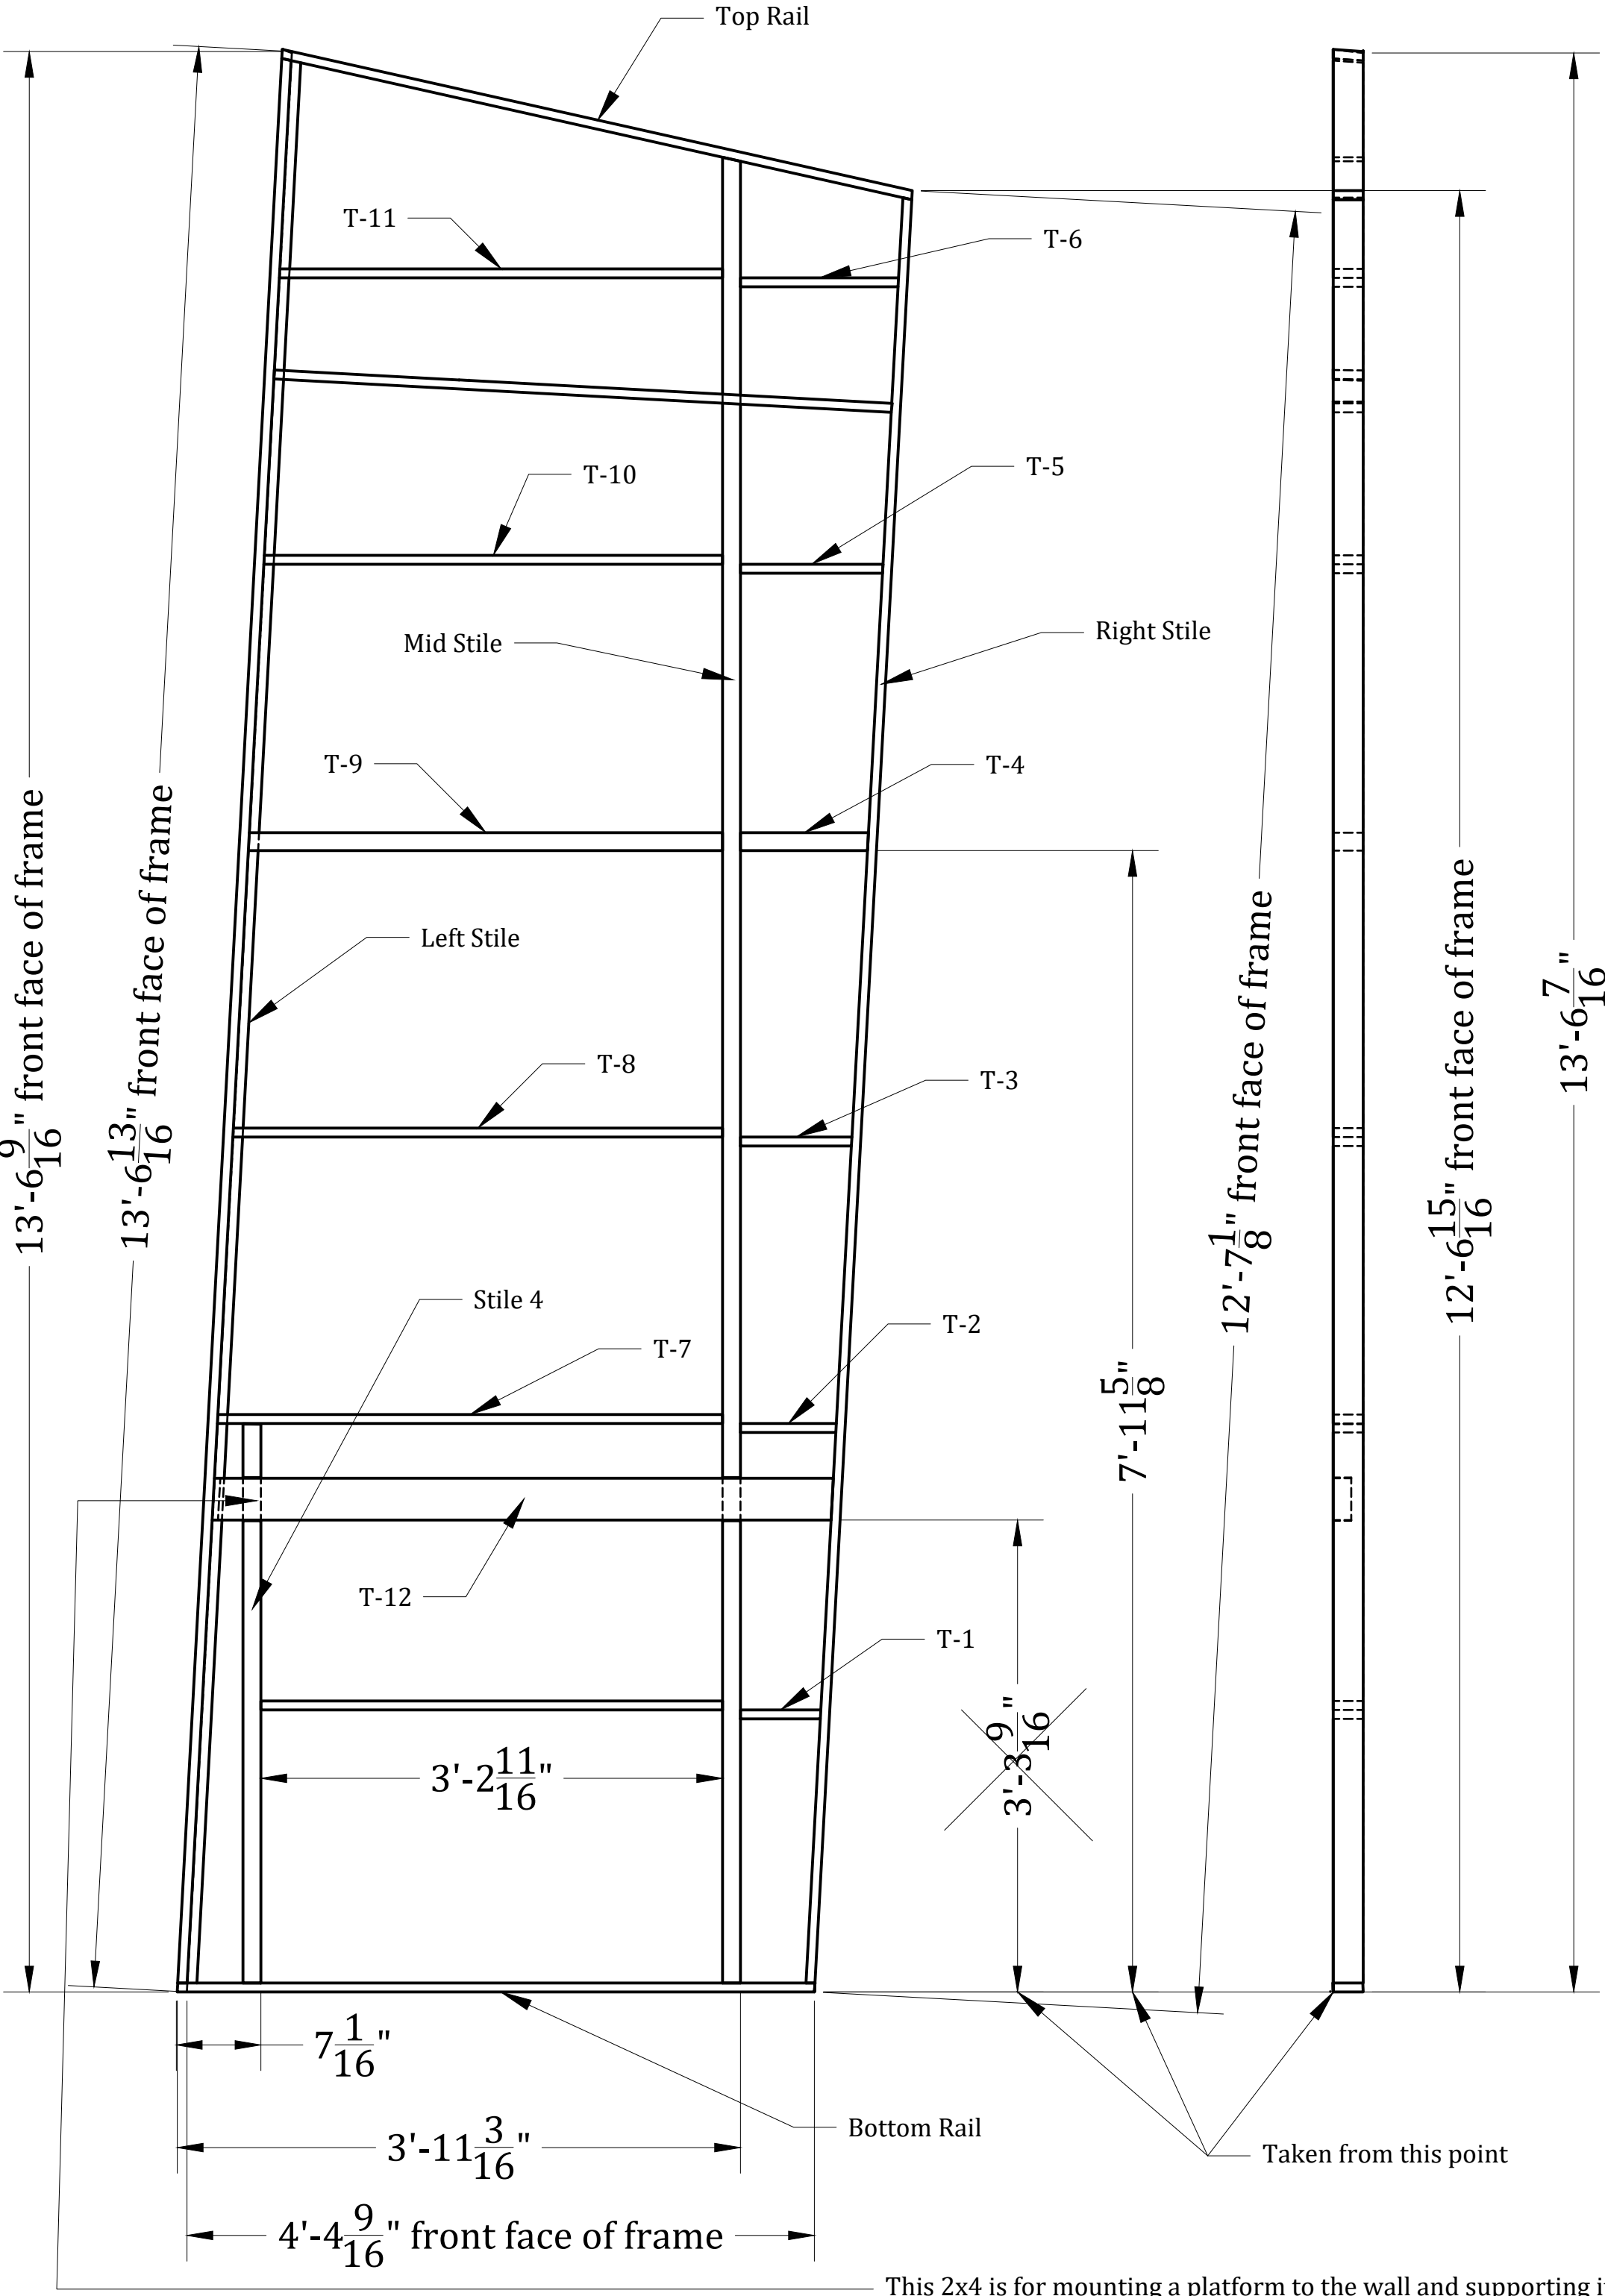 Top Rail
T-11
T-6
T-10
T-5
Mid Stile
Right Stile
T-9
T-4
Left Stile
T-8
T-3
Stile 4
T-2
T-7
T-12
T-1
13'-6 9/16" front face of frame
13'-6 13/16" front face of frame
12'-7 1/8" front face of frame
12'-6 15/16" front face of frame
13'-6 7/16"
7'-11 5/8"
3'-3 9/16"
3'-2 11/16"
7 1/16"
Bottom Rail
3'-11 3/16"
Taken from this point
4'-4 9/16" front face of frame
This 2x4 is for mounting a platform to the wall and supporting